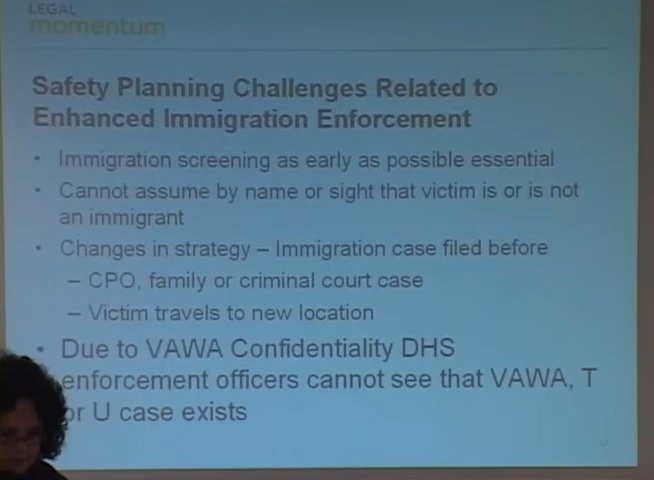 LEGAL
momentum
Safety Planning Challenges Related to
Enhanced Immigration Enforcement
• Immigration screening as early as possible essential
• Cannot assume by name or sight that victim is or is not
an immigrant
• Changes in strategy – Immigration case filed before
– CPO, family or criminal court case
– Victim travels to new location
• Due to VAWA Confidentiality DHS
enforcement officers cannot see that VAWA, T
or U case exists